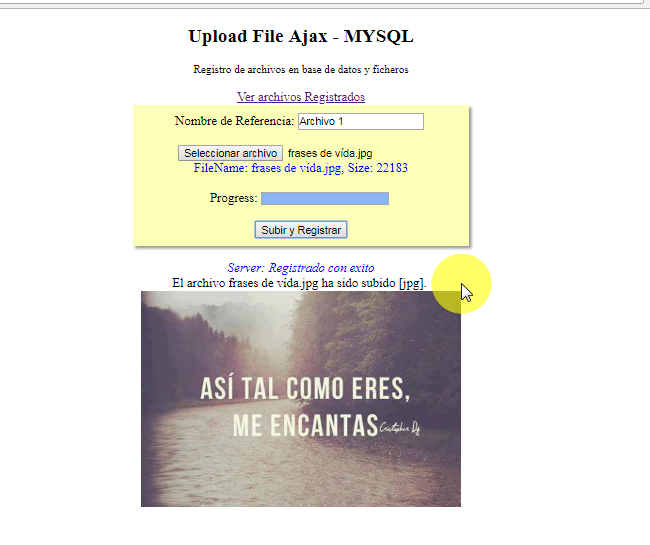 Upload File Ajax - MYSQL
Registro de archivos en base de datos y ficheros
Ver archivos Registrados
Nombre de Referencia: Archivo 1
Seleccionar archivo frases de vída.jpg
FileName: frases de vída.jpg, Size: 22183
Progress:
Subir y Registrar
Server: Registrado con exito
El archivo frases de vída.jpg ha sido subido [jpg].
ASÍ TAL COMO ERES,
ME ENCANTAS